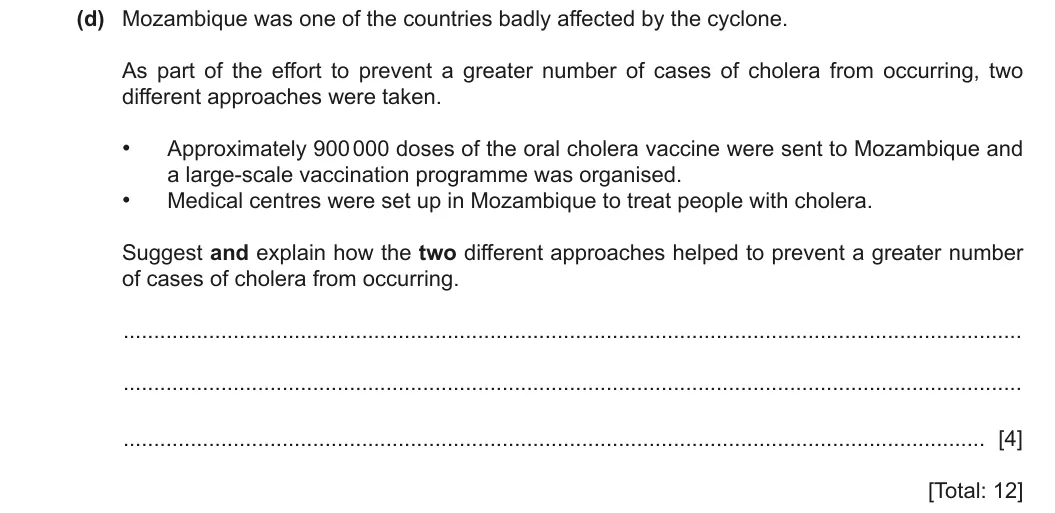 (d) Mozambique was one of the countries badly affected by the cyclone.
As part of the effort to prevent a greater number of cases of cholera from occurring, two
different approaches were taken.
• Approximately 900 000 doses of the oral cholera vaccine were sent to Mozambique and
a large-scale vaccination programme was organised.
• Medical centres were set up in Mozambique to treat people with cholera.
Suggest and explain how the two different approaches helped to prevent a greater number
of cases of cholera from occurring.
....................................................................................................................................................
....................................................................................................................................................
.............................................................................................................................................. [4]
[Total: 12]